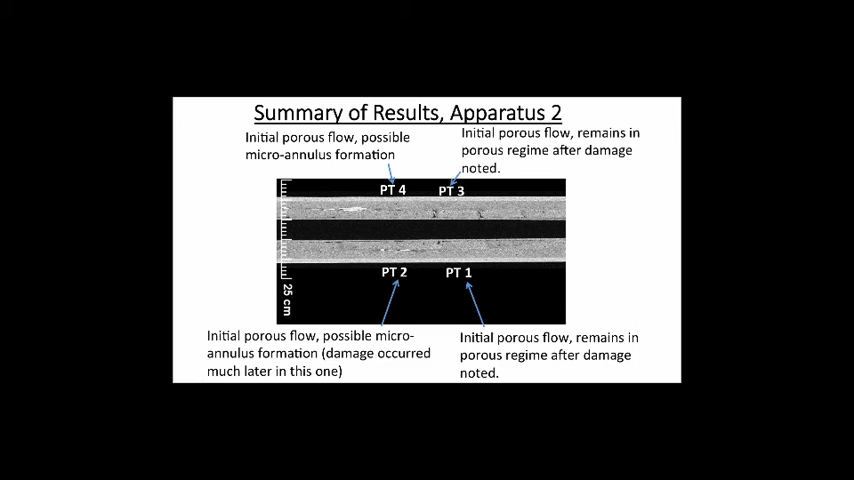 Summary of Results, Apparatus 2
Initial porous flow, possible
micro-annulus formation
Initial porous flow, remains in
porous regime after damage
noted.
PT 4
PT 3
PT 2
PT 1
25 cm
Initial porous flow, possible micro-
annulus formation (damage occurred
much later in this one)
Initial porous flow, remains in
porous regime after damage
noted.